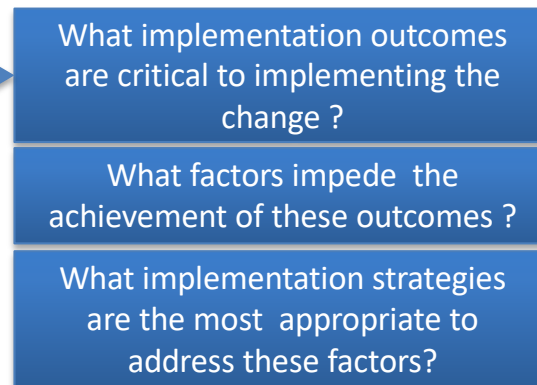 What implementation outcomes
are critical to implementing the
change ?
What factors impede  the
achievement of these outcomes ?
What implementation strategies
are the most  appropriate to
address these factors?